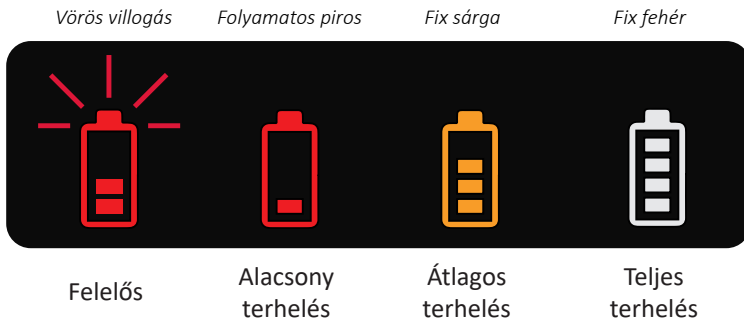 Vörös villogás
Folyamatos piros
Fix sárga
Fix fehér
Felelős
Alacsony
terhelés
Átlagos
terhelés
Teljes
terhelés